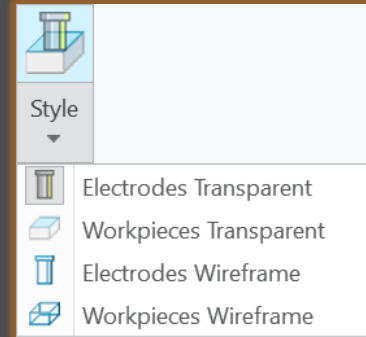 Style
Electrodes Transparent
Workpieces Transparent
Electrodes Wireframe
Workpieces Wireframe